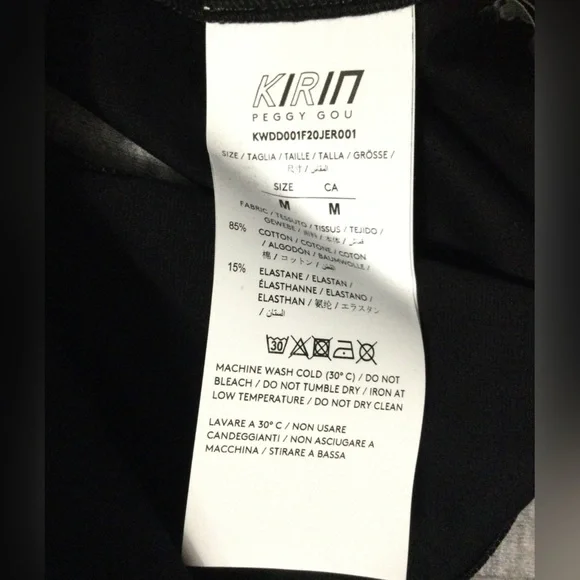 KIRIN
PEGGY GOU
KWDD001F20JER001
SIZE / TAGLIA / TAILLE / TALLA / GRÖSSE /
尺寸 / المقاس
SIZE CA
M M
FABRIC / TESSUTO / TISSUS / TEJIDO /
GEWEBE /
85% COTTON / COTONE / COTON
/ ALGODÓN / BAUMWOLLE /
棉 / コットン / القطن
15% ELASTANE / ELASTAN /
ÉLASTHANNE / ELASTANO /
ELASTHAN / 氨纶 / エラスタン
/
30
MACHINE WASH COLD (30° C) / DO NOT
BLEACH / DO NOT TUMBLE DRY / IRON AT
LOW TEMPERATURE / DO NOT DRY CLEAN
LAVARE A 30° C / NON USARE
CANDEGGIANTI / NON ASCIUGARE A
MACCHINA / STIRARE A BASSA